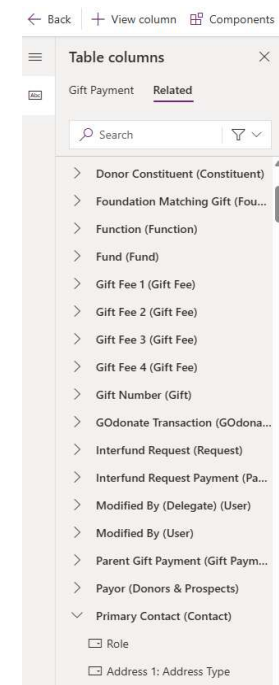 Back + View column Components
Table columns
Abc
Gift Payment Related
Search
Donor Constituent (Constituent)
Foundation Matching Gift (Fou...
Function (Function)
Fund (Fund)
Gift Fee 1 (Gift Fee)
Gift Fee 2 (Gift Fee)
Gift Fee 3 (Gift Fee)
Gift Fee 4 (Gift Fee)
Gift Number (Gift)
GOdonate Transaction (GOdona...
Interfund Request (Request)
Interfund Request Payment (Pa...
Modified By (Delegate) (User)
Modified By (User)
Parent Gift Payment (Gift Paym...
Payor (Donors & Prospects)
Primary Contact (Contact)
Role
Address 1: Address Type